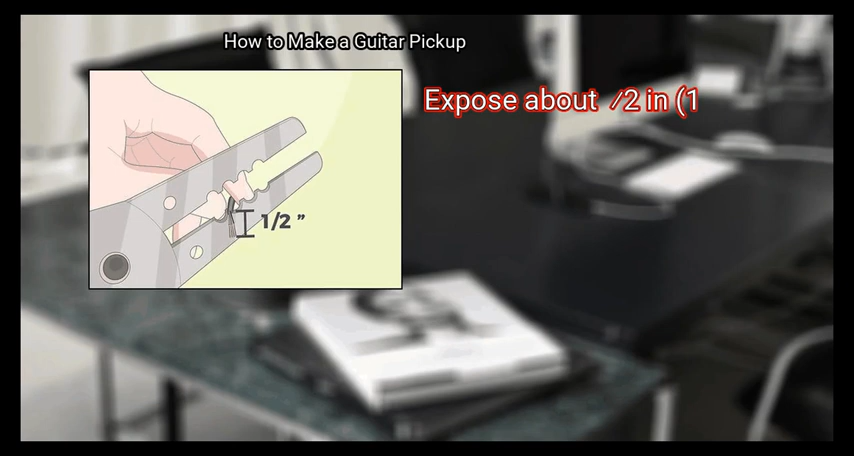 How to Make a Guitar Pickup
Expose about ⁄2 in (1
1/2 ”